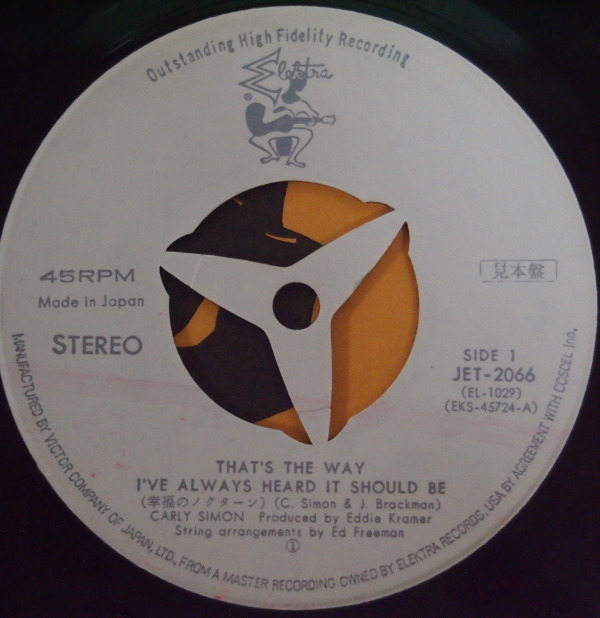 Outstanding High Fidelity Recording
Elektra
®
45RPM
Made in Japan
STEREO
見本盤
SIDE 1
JET-2066
(EL-1029)
(EKS-45724-A)
THAT'S THE WAY
I'VE ALWAYS HEARD IT SHOULD BE
(幸福のノクターン) (C. Simon & J. Brackman)
CARLY SIMON Produced by Eddie Kramer
String arrangements by Ed Freeman
①
MANUFACTURED BY VICTOR COMPANY OF JAPAN, LTD., FROM A MASTER RECORDING OWNED BY ELEKTRA RECORDS, USA BY AGREEMENT WITH COSDEL Inc.